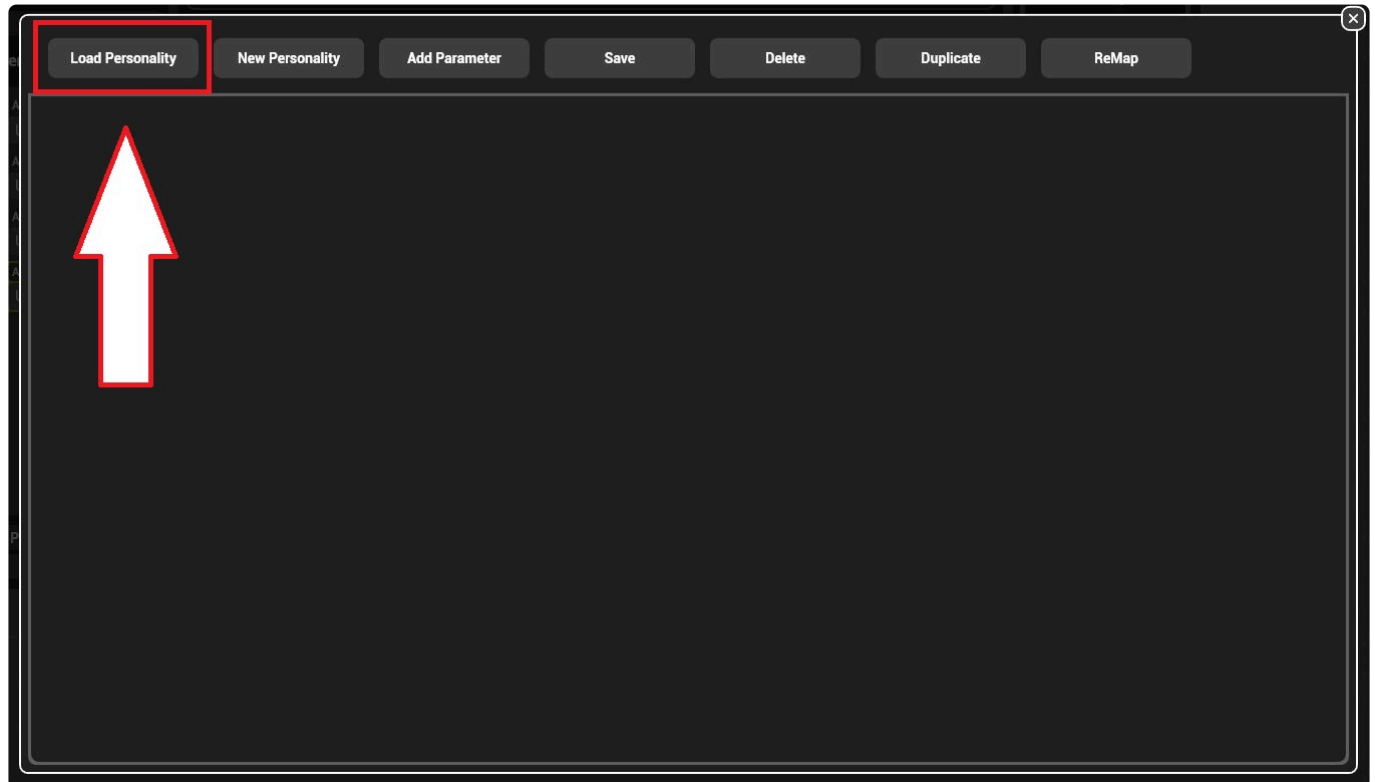 Load Personality
New Personality
Add Parameter
Save
Delete
Duplicate
ReMap